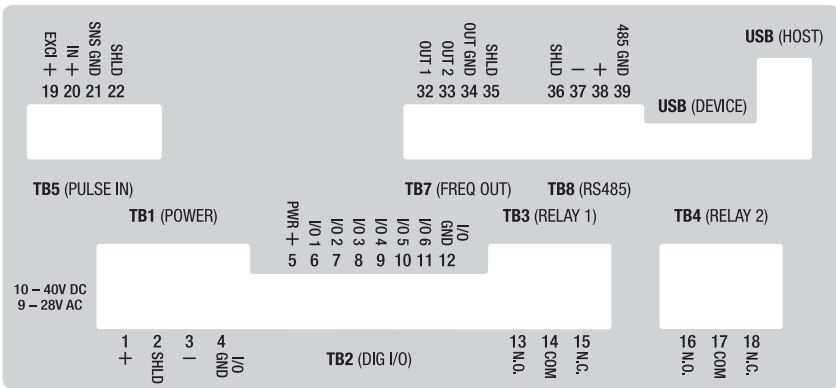 USB (HOST)
EXCI +
IN +
SNS GND
SHLD
19 20 21 22
OUT 1
OUT 2
OUT GND
SHLD
32 33 34 35
SHLD
−
+
485 GND
36 37 38 39
USB (DEVICE)
TB5 (PULSE IN)
TB7 (FREQ OUT)
TB8 (RS485)
TB1 (POWER)
PWR +
I/O 1
I/O 2
I/O 3
I/O 4
I/O 5
I/O 6
I/O
GND
5 6 7 8 9 10 11 12
TB3 (RELAY 1)
TB4 (RELAY 2)
10 – 40V DC
9 – 28V AC
1 2 3 4
+
SHLD
−
I/O
GND
TB2 (DIG I/O)
13 14 15
N.O.
COM
N.C.
16 17 18
N.O.
COM
N.C.